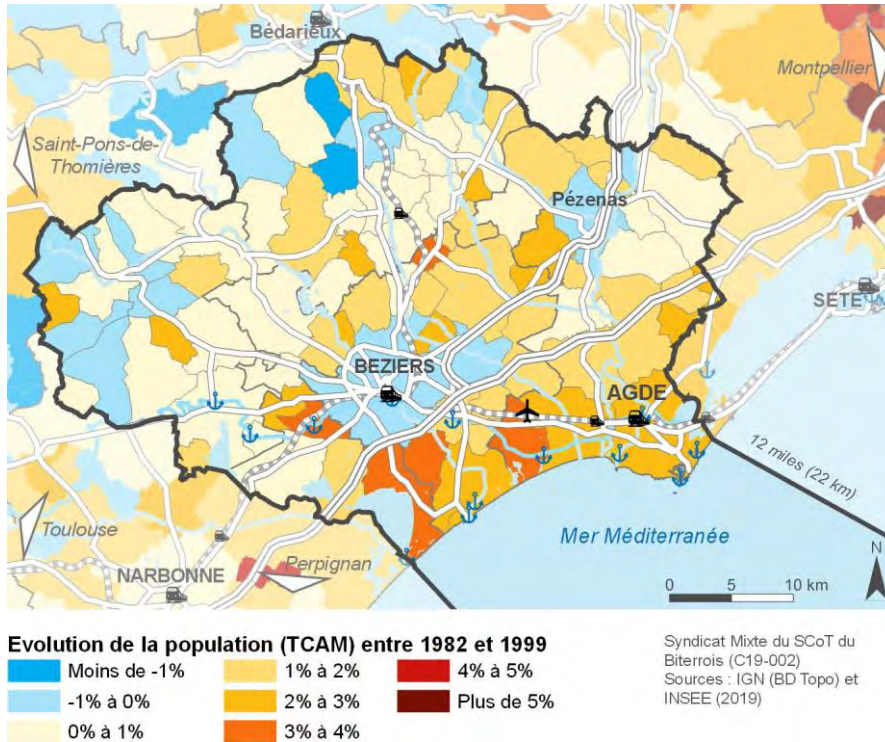 Bédarieux
Montpellier
Saint-Pons-de-
Thomières
Pézenas
SETE
BEZIERS
AGDE
12 miles (22 km)
Toulouse
Mer Méditerranée
Perpignan
N
NARBONNE
0 5 10 km
Evolution de la population (TCAM) entre 1982 et 1999
Moins de -1%
-1% à 0%
0% à 1%
1% à 2%
2% à 3%
3% à 4%
4% à 5%
Plus de 5%
Syndicat Mixte du SCoT du
Biterrois (C19-002)
Sources : IGN (BD Topo) et
INSEE (2019)